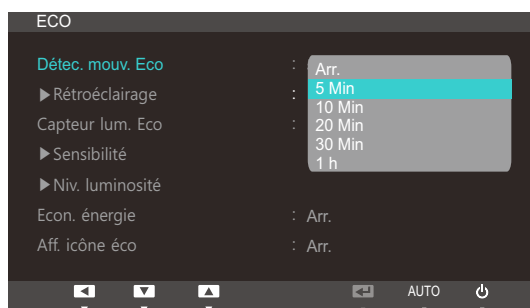 ECO
Détec. mouv. Eco : Arr.
▶Rétroéclairage : 5 Min
10 Min
Capteur lum. Eco : 20 Min
30 Min
▶Sensibilité 1 h
▶Niv. luminosité
Econ. énergie : Arr.
Aff. icône éco : Arr.
AUTO